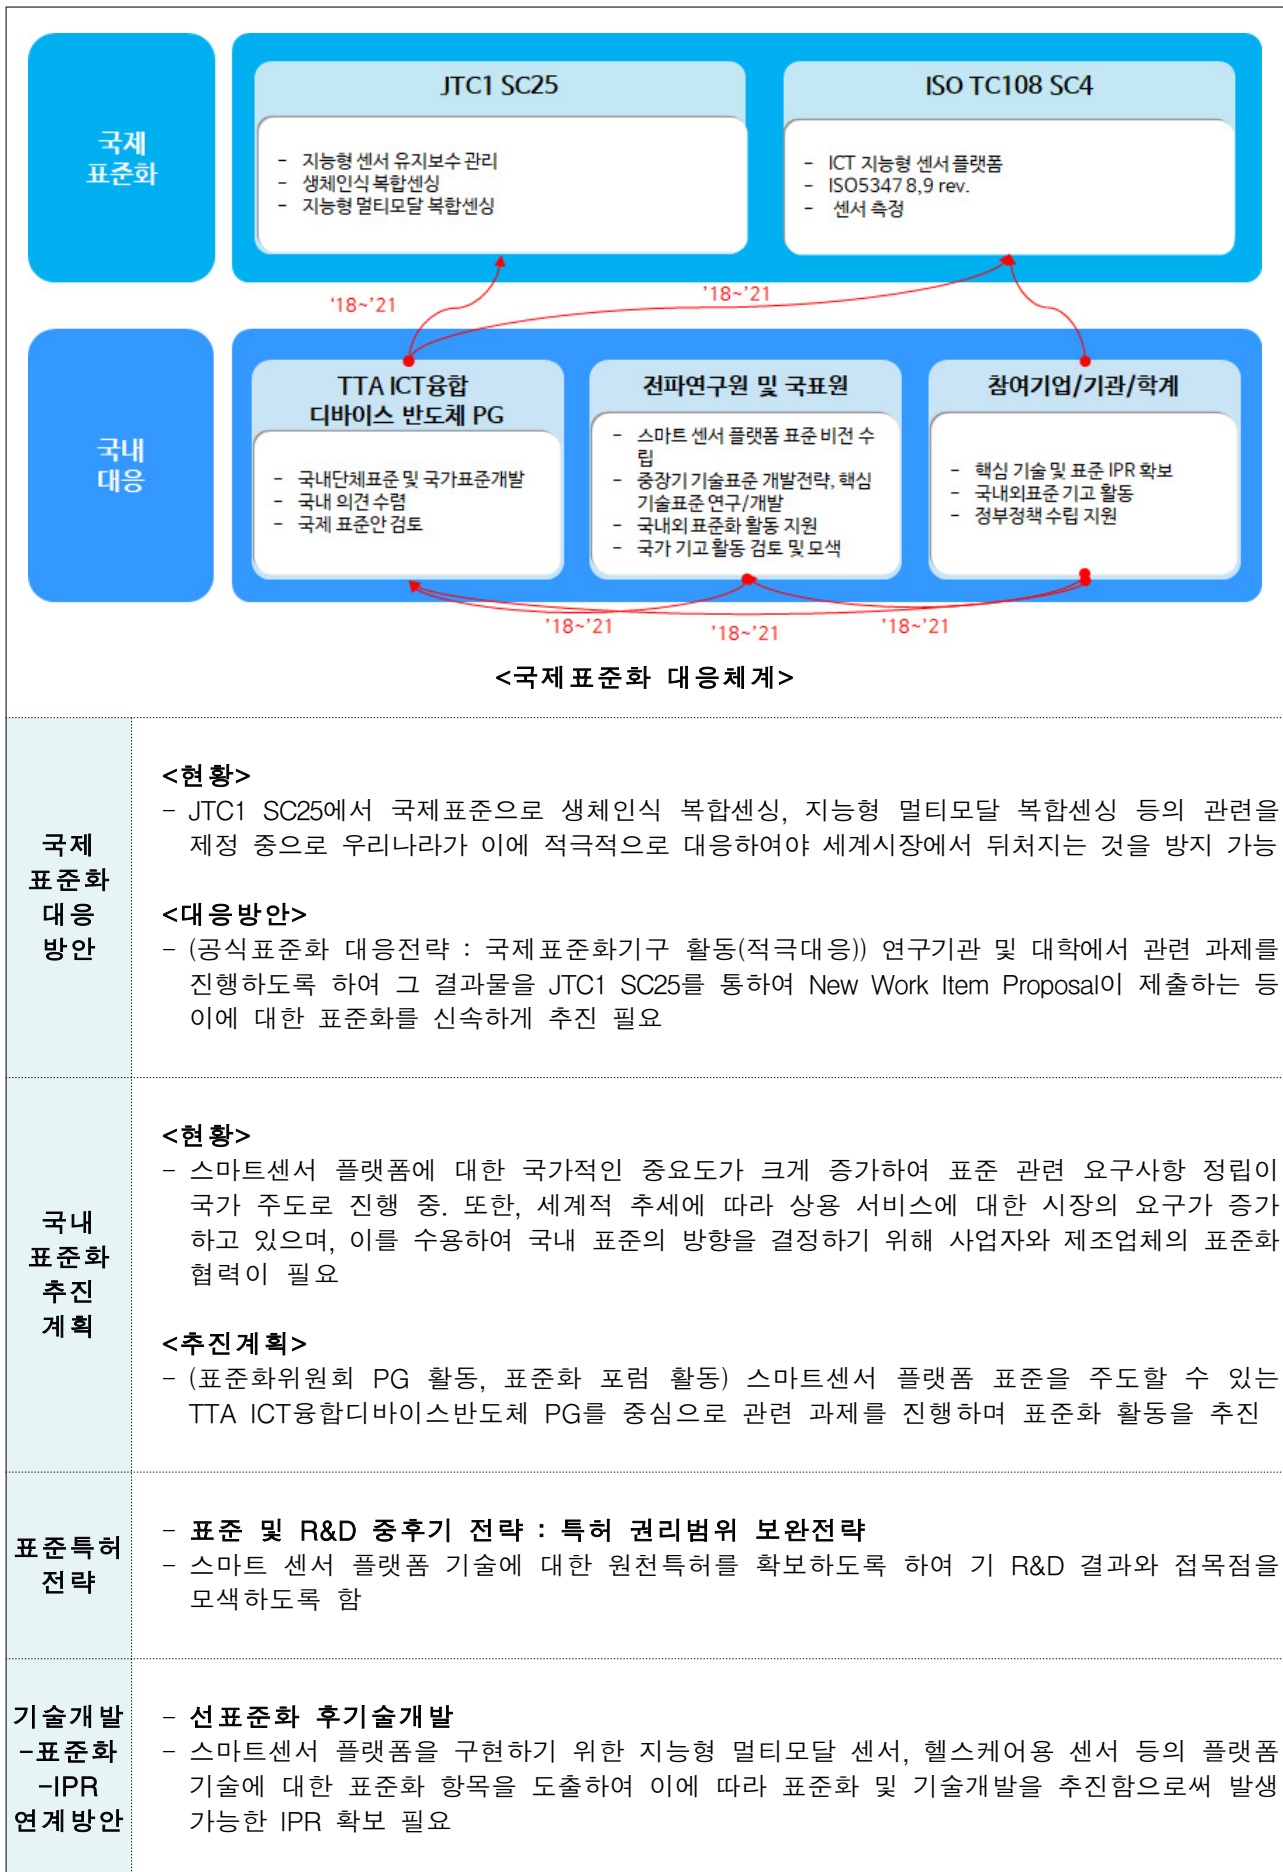 국제
표준화
JTC1 SC25
- 지능형 센서 유지보수 관리
- 생체인식 복합센싱
- 지능형 멀티모달 복합센싱
ISO TC108 SC4
- ICT 지능형 센서 플랫폼
- ISO5347 8,9 rev.
- 센서 측정
‘18~’21
’18~’21
국내
대응
TTA ICT융합
디바이스 반도체 PG
- 국내단체표준 및 국가표준개발
- 국내 의견 수렴
- 국제 표준안 검토
전파연구원 및 국표원
- 스마트 센서 플랫폼 표준 비전 수
립
- 중장기 기술표준 개발전략, 핵심
기술표준 연구/개발
- 국내외 표준화 활동 지원
- 국가 기고 활동 검토 및 모색
참여기업/기관/학계
- 핵심 기술 및 표준 IPR 확보
- 국내외표준 기고 활동
- 정부정책 수립 지원
’18~’21
’18~’21
’18~’21
<국제표준화 대응체계>
국제
표준화
대응
방안
<현황>
- JTC1 SC25에서 국제표준으로 생체인식 복합센싱, 지능형 멀티모달 복합센싱 등의 관련을
제정 중으로 우리나라가 이에 적극적으로 대응하여야 세계시장에서 뒤처지는 것을 방지 가능
<대응방안>
- (공식표준화 대응전략 : 국제표준화기구 활동(적극대응)) 연구기관 및 대학에서 관련 과제를
진행하도록 하여 그 결과물을 JTC1 SC25를 통하여 New Work Item Proposal이 제출하는 등
이에 대한 표준화를 신속하게 추진 필요
국내
표준화
추진
계획
<현황>
- 스마트센서 플랫폼에 대한 국가적인 중요도가 크게 증가하여 표준 관련 요구사항 정립이
국가 주도로 진행 중. 또한, 세계적 추세에 따라 상용 서비스에 대한 시장의 요구가 증가
하고 있으며, 이를 수용하여 국내 표준의 방향을 결정하기 위해 사업자와 제조업체의 표준화
협력이 필요
<추진계획>
- (표준화위원회 PG 활동, 표준화 포럼 활동) 스마트센서 플랫폼 표준을 주도할 수 있는
TTA ICT융합디바이스반도체 PG를 중심으로 관련 과제를 진행하며 표준화 활동을 추진
표준특허
전략
- 표준 및 R&D 중후기 전략 : 특허 권리범위 보완전략
- 스마트 센서 플랫폼 기술에 대한 원천특허를 확보하도록 하여 기 R&D 결과와 접목점을
모색하도록 함
기술개발
-표준화
-IPR
연계방안
- 선표준화 후기술개발
- 스마트센서 플랫폼을 구현하기 위한 지능형 멀티모달 센서, 헬스케어용 센서 등의 플랫폼
기술에 대한 표준화 항목을 도출하여 이에 따라 표준화 및 기술개발을 추진함으로써 발생
가능한 IPR 확보 필요